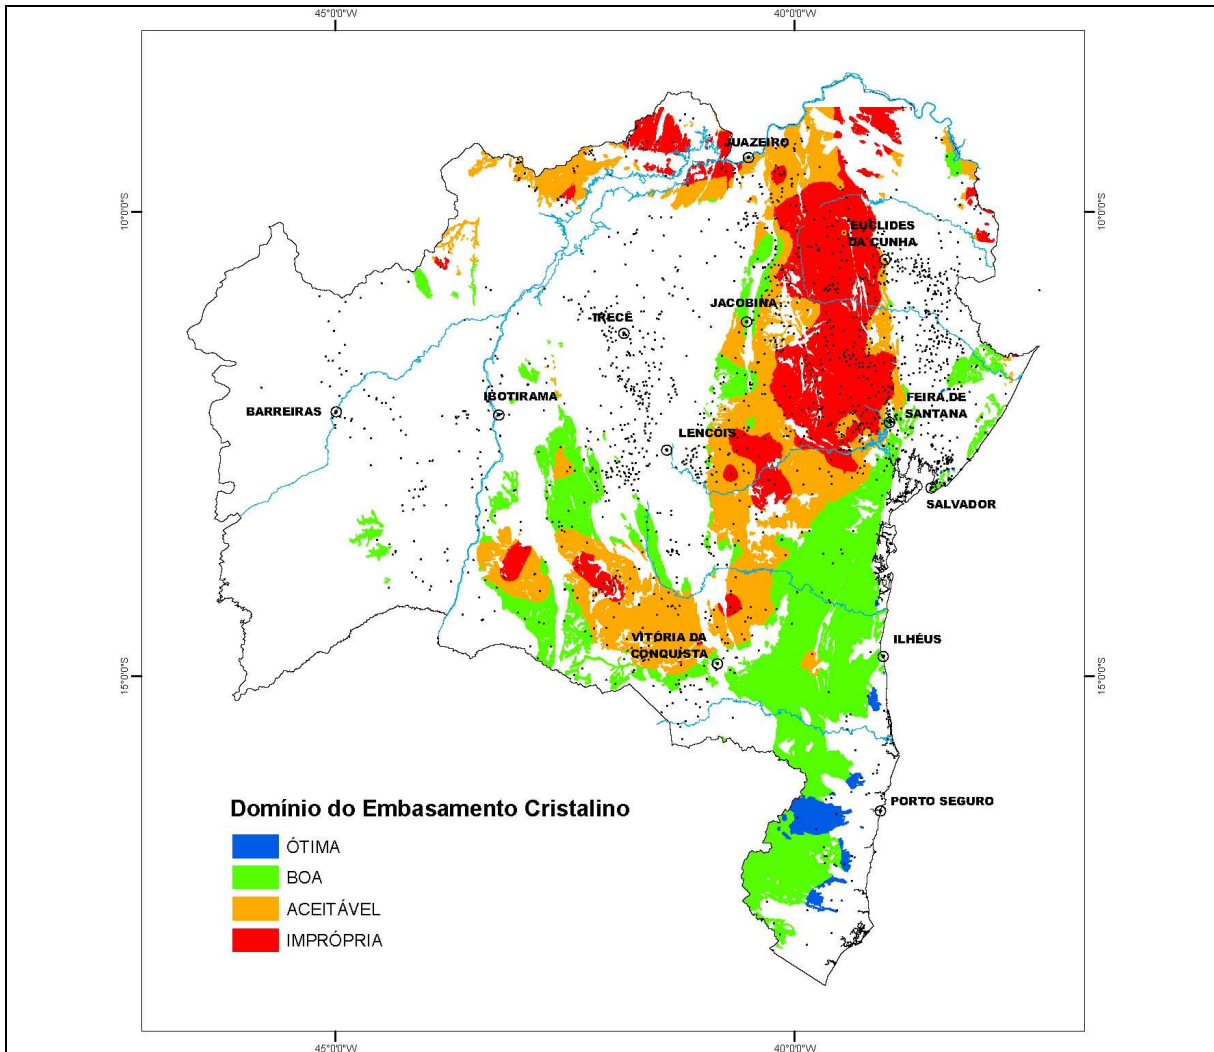 45°0'0"W
40°0'0"W
JUAZEIRO
10°0'0"S
10°0'0"S
EUCLIDES
DA CUNHA
JACOBINA
IRECÊ
IBOTIRAMA
BARREIRAS
FEIRA DE
SANTANA
LENCÓIS
SALVADOR
VITÓRIA DA
CONQUÍSTA
ILHÉUS
15°0'0"S
15°0'0"S
PORTO SEGURO
Domínio do Embasamento Cristalino
ÓTIMA
BOA
ACEITÁVEL
IMPRÓPRIA
45°0'0"W
40°0'0"W